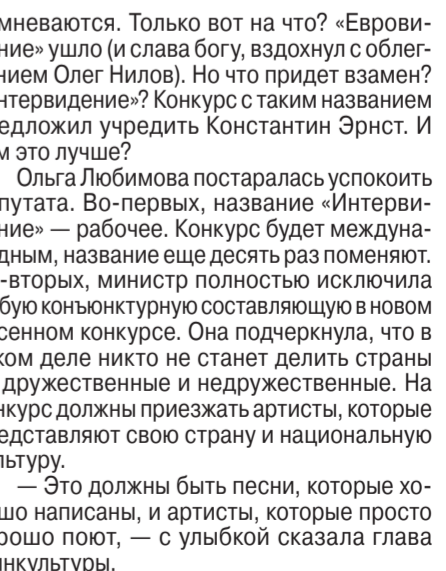 мневаются. Только вот на что? «Еврови-
ние» ушло (и слава богу, вздохнул с облег-
нием Олег Нилов). Но что придет взамен?
нтервидение»? Конкурс с таким названием
едложил учредить Константин Эрнст. И
м это лучше?
Ольга Любимова постаралась успокоить
путата. Во-первых, название «Интерви-
ние» — рабочее. Конкурс будет междуна-
дным, название еще десять раз поменяют.
-вторых, министр полностью исключила
бую конъюнктурную составляющую в новом
сенном конкурсе. Она подчеркнула, что в
ком деле никто не станет делить страны
дружественные и недружественные. На
нкурс должны приезжать артисты, которые
едставляют свою страну и национальную
льтуру.
— Это должны быть песни, которые хо-
шо написаны, и артисты, которые просто
рошо поют, — с улыбкой сказала глава
инкультуры.